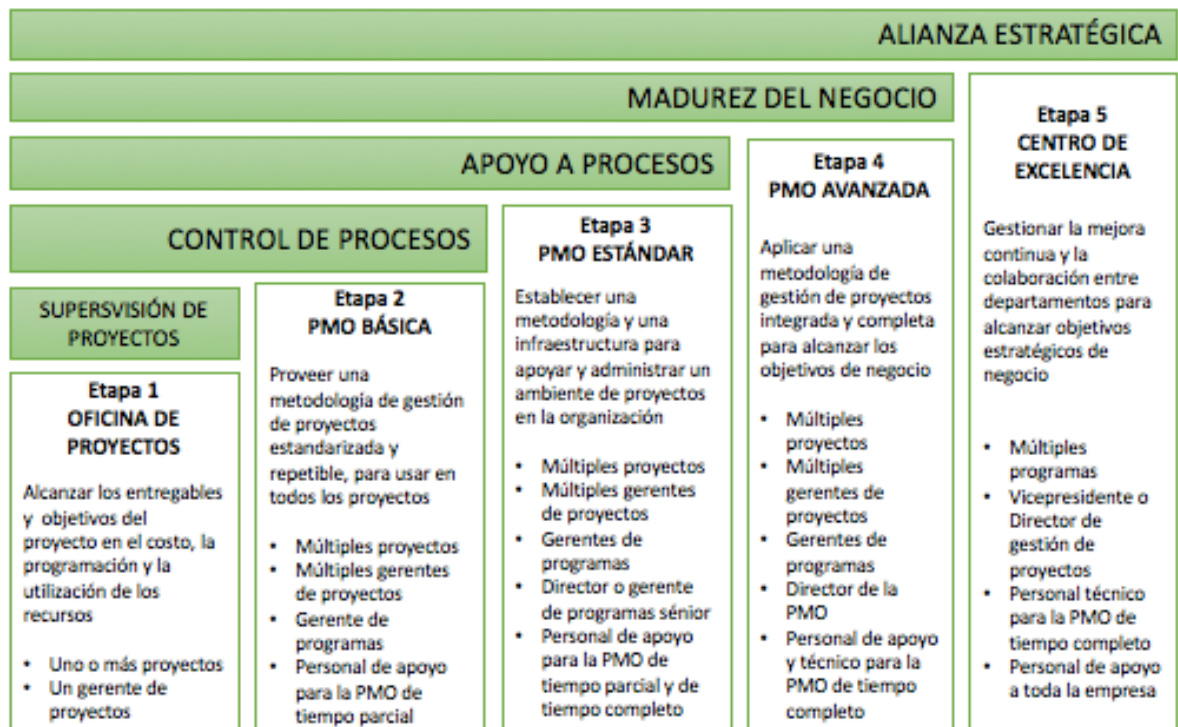 ALIANZA ESTRATÉGICA
MADUREZ DEL NEGOCIO
APOYO A PROCESOS
CONTROL DE PROCESOS
SUPERSVISIÓN DE
PROYECTOS
Etapa 1
OFICINA DE
PROYECTOS
Alcanzar los entregables
y objetivos del
proyecto en el costo, la
programación y la
utilización de los
recursos
• Uno o más proyectos
• Un gerente de
proyectos
Etapa 2
PMO BÁSICA
Proveer una
metodología de gestión
de proyectos
estandarizada y
repetible, para usar en
todos los proyectos
• Múltiples proyectos
• Múltiples gerentes
de proyectos
• Gerente de
programas
• Personal de apoyo
para la PMO de
tiempo parcial
Etapa 3
PMO ESTÁNDAR
Establecer una
metodología y una
infraestructura para
apoyar y administrar un
ambiente de proyectos
en la organización
• Múltiples proyectos
• Múltiples gerentes
de proyectos
• Gerentes de
programas
• Director o gerente
de programas sénior
• Personal de apoyo
para la PMO de
tiempo parcial y de
tiempo completo
Etapa 4
PMO AVANZADA
Aplicar una
metodología de
gestión de proyectos
integrada y completa
para alcanzar los
objetivos de negocio
• Múltiples
proyectos
• Múltiples
gerentes de
proyectos
• Gerentes de
programas
• Director de la
PMO
• Personal de apoyo
y técnico para la
PMO de tiempo
completo
Etapa 5
CENTRO DE
EXCELENCIA
Gestionar la mejora
continua y la
colaboración entre
departamentos para
alcanzar objetivos
estratégicos de
negocio
• Múltiples
programas
• Vicepresidente o
Director de
gestión de
proyectos
• Personal técnico
para la PMO de
tiempo completo
• Personal de apoyo
a toda la empresa